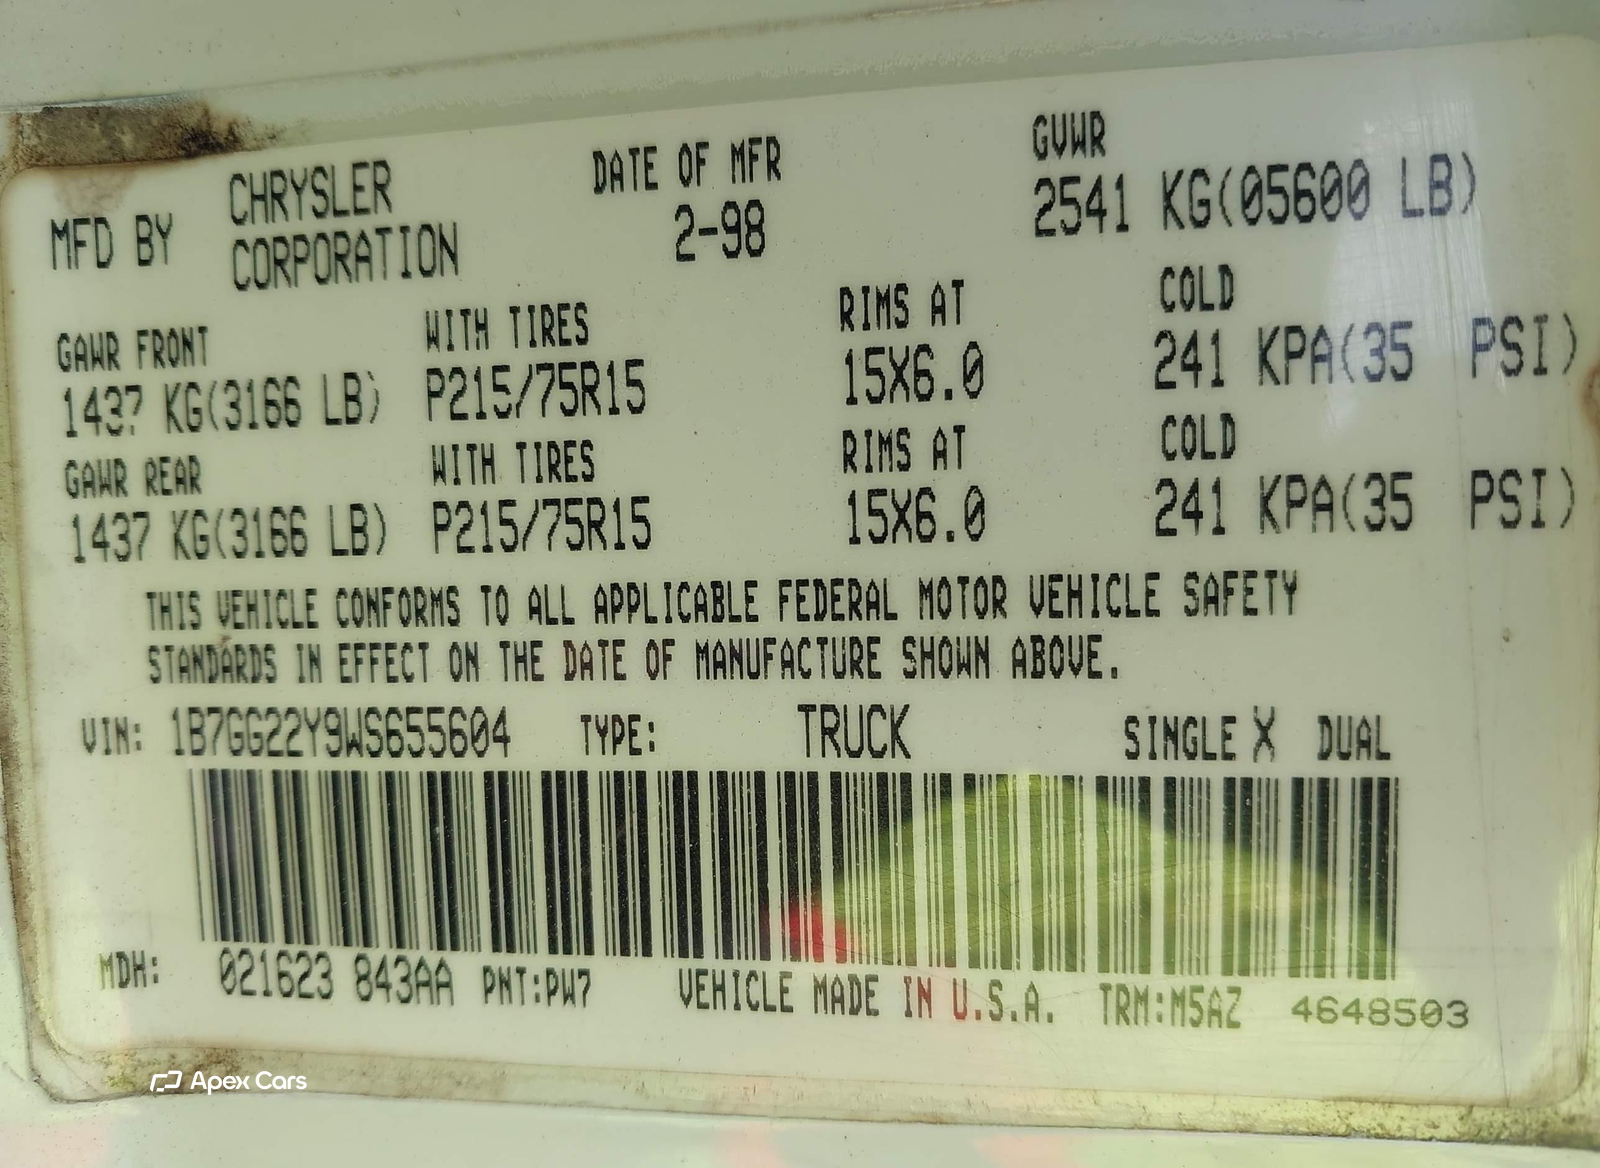 MFD BY CHRYSLER CORPORATION DATE OF MFR 2-98 GVWR 2541 KG(05600 LB)
GAWR FRONT WITH TIRES RIMS AT COLD
1437 KG(3166 LB) P215/75R15 15X6.0 241 KPA(35 PSI)
GAWR REAR WITH TIRES RIMS AT COLD
1437 KG(3166 LB) P215/75R15 15X6.0 241 KPA(35 PSI)
THIS VEHICLE CONFORMS TO ALL APPLICABLE FEDERAL MOTOR VEHICLE SAFETY
STANDARDS IN EFFECT ON THE DATE OF MANUFACTURE SHOWN ABOVE.
VIN: 1B7GG22Y9WS655604 TYPE: TRUCK SINGLE X DUAL
MDH: 021623 843AA PNT:PW7 VEHICLE MADE IN U.S.A. TRM:M5AZ 4648503
Apex Cars